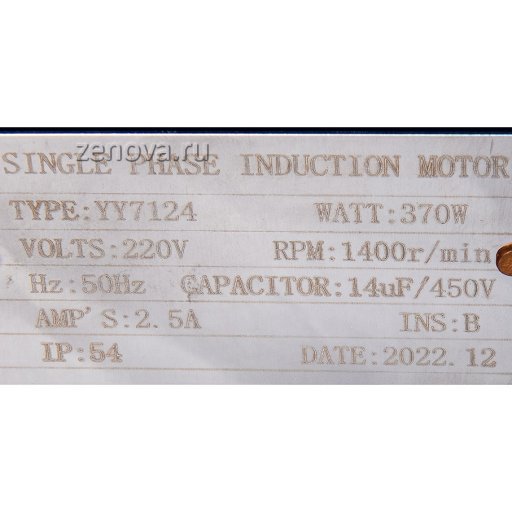 zenova.ru
SINGLE PHASE INDUCTION MOTOR
TYPE:YY7124 WATT:370W
VOLTS:220V RPM:1400r/min
Hz:50Hz CAPACITOR:14uF/450V
AMP'S:2.5A INS:B
IP:54 DATE:2022.12